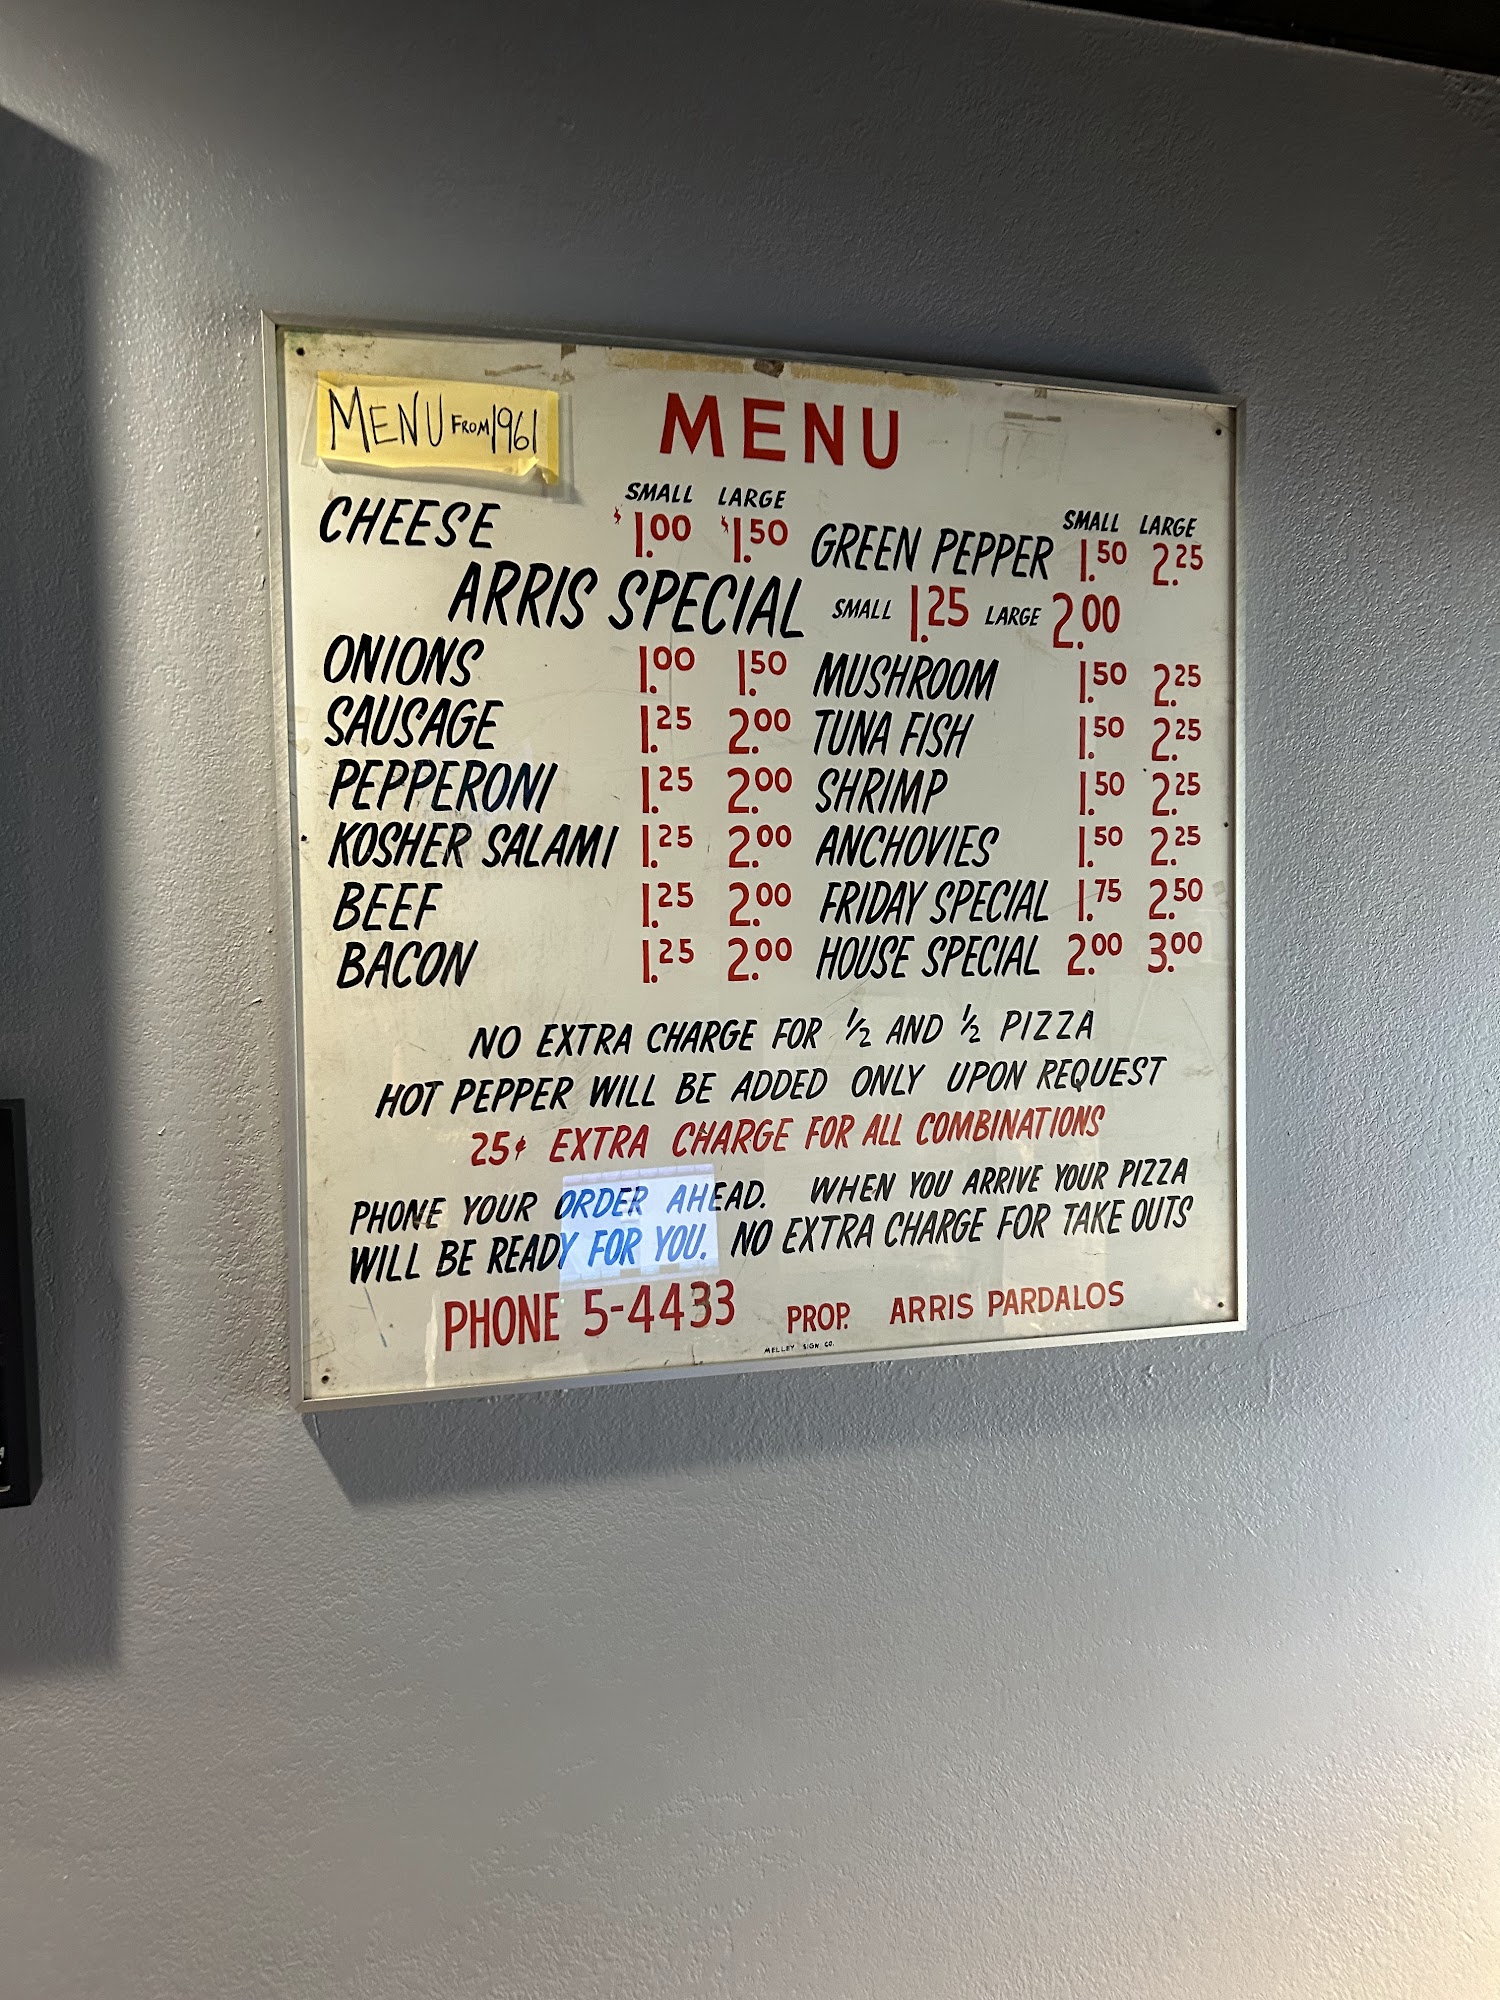 MENU FROM 1961
MENU
SMALL LARGE
CHEESE $1.00 $1.50
SMALL LARGE
GREEN PEPPER 1.50 2.25
ARRIS SPECIAL SMALL 1.25 LARGE 2.00
ONIONS 1.00 1.50 MUSHROOM 1.50 2.25
SAUSAGE 1.25 2.00 TUNA FISH 1.50 2.25
PEPPERONI 1.25 2.00 SHRIMP 1.50 2.25
KOSHER SALAMI 1.25 2.00 ANCHOVIES 1.50 2.25
BEEF 1.25 2.00 FRIDAY SPECIAL 1.75 2.50
BACON 1.25 2.00 HOUSE SPECIAL 2.00 3.00
NO EXTRA CHARGE FOR 1/2 AND 1/2 PIZZA
HOT PEPPER WILL BE ADDED ONLY UPON REQUEST
25¢ EXTRA CHARGE FOR ALL COMBINATIONS
PHONE YOUR ORDER AHEAD. WHEN YOU ARRIVE YOUR PIZZA
WILL BE READY FOR YOU. NO EXTRA CHARGE FOR TAKE OUTS
PHONE 5-4433 PROP. ARRIS PARDALOS
MELLEY SIGN CO.